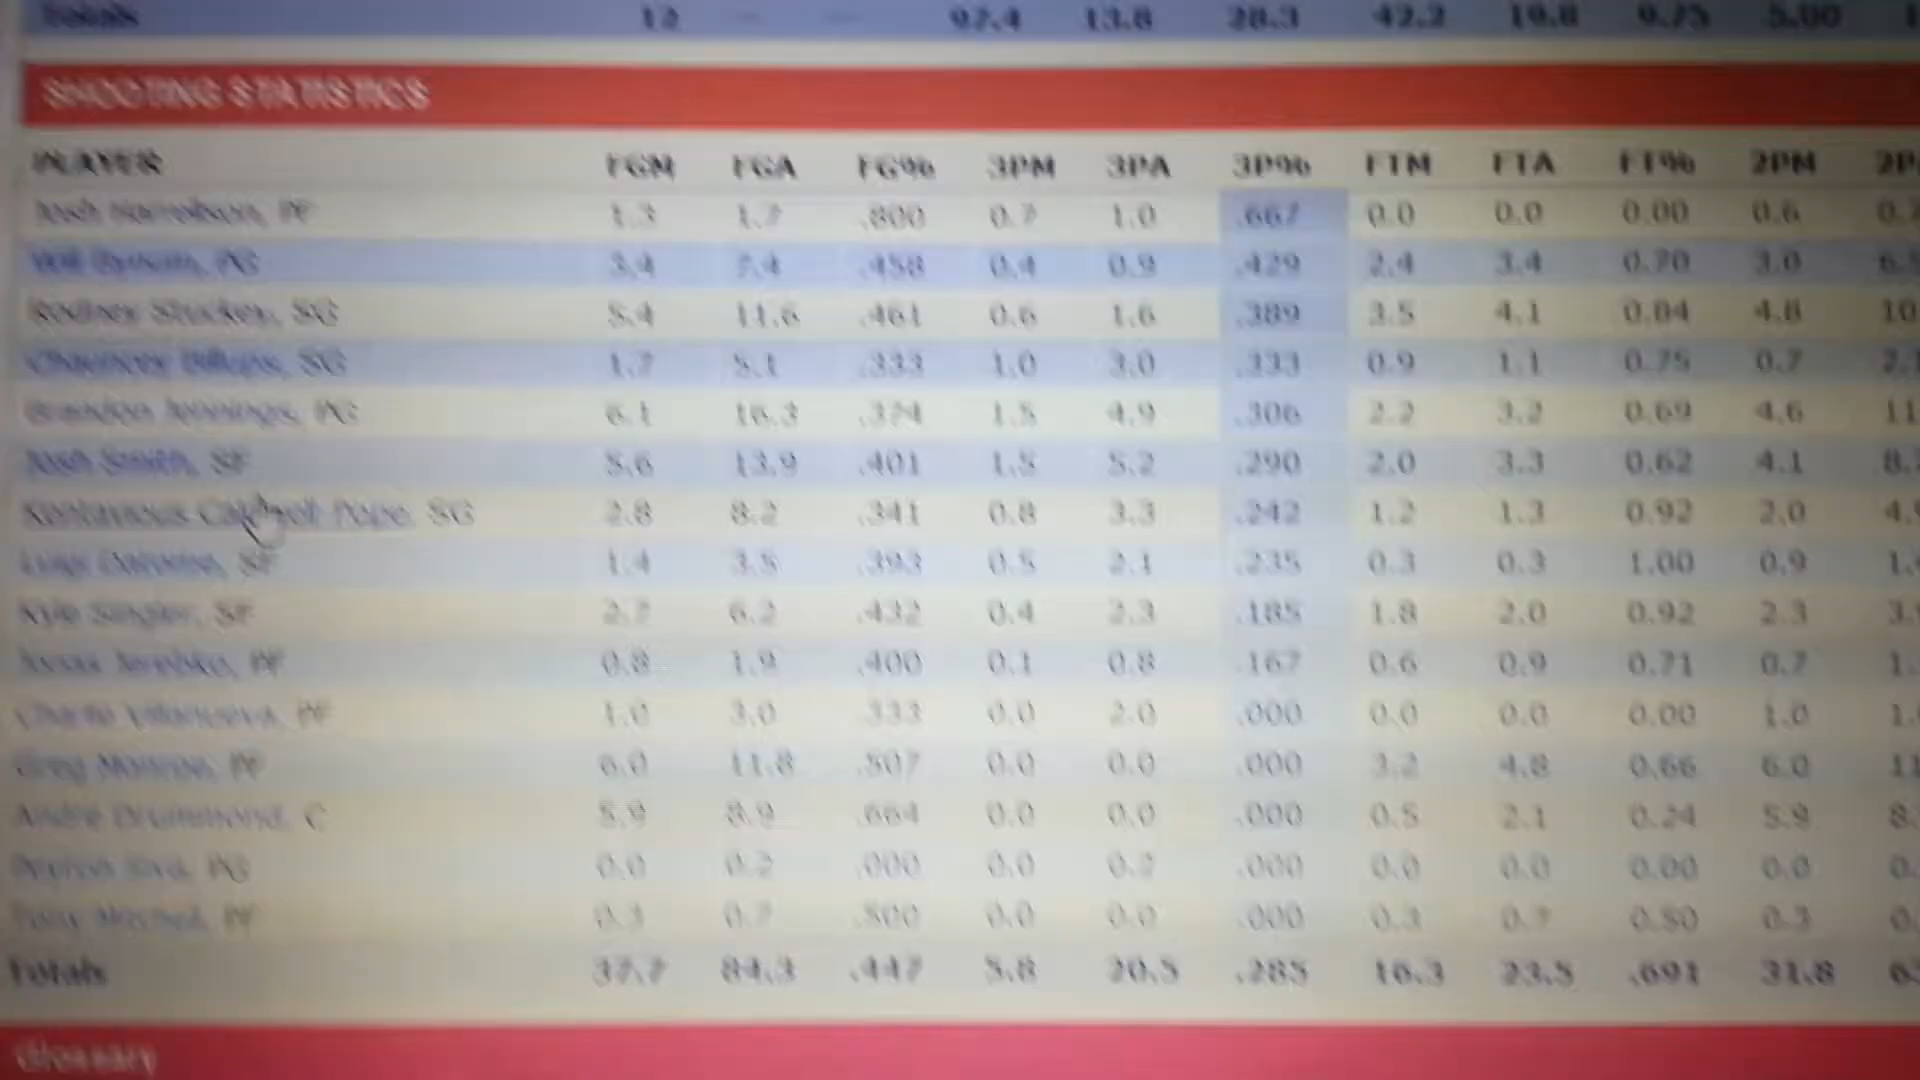 Totals 12 — — 97.4 13.8 28.3 42.2 19.8 9.75 5.00
SHOOTING STATISTICS
PLAYER FGM FGA FG% 3PM 3PA 3P% FTM FTA FT% 2PM
Josh Harrellson, PF 1.3 1.7 .800 0.7 1.0 .667 0.0 0.0 0.00 0.6
Will Bynum, PG 3.4 7.4 .458 0.4 0.9 .429 2.4 3.4 0.70 3.0
Rodney Stuckey, SG 5.4 11.6 .461 0.6 1.6 .389 3.5 4.1 0.84 4.8
Chauncey Billups, SG 1.7 5.1 .333 1.0 3.0 .333 0.9 1.1 0.75 0.7
Brandon Jennings, PG 6.1 16.3 .374 1.5 4.9 .306 2.2 3.2 0.69 4.6
Josh Smith, SF 5.6 13.9 .401 1.5 5.2 .290 2.0 3.3 0.62 4.1
Kentavious Caldwell-Pope, SG 2.8 8.2 .341 0.8 3.3 .242 1.2 1.3 0.92 2.0
Luigi Datome, SF 1.4 3.5 .393 0.5 2.1 .235 0.3 0.3 1.00 0.9
Kyle Singler, SF 2.7 6.2 .432 0.4 2.3 .185 1.8 2.0 0.92 2.3
Jonas Jerebko, PF 0.8 1.9 .400 0.1 0.8 .167 0.6 0.9 0.71 0.7
Charlie Villanueva, PF 1.0 3.0 .333 0.0 2.0 .000 0.0 0.0 0.00 1.0
Greg Monroe, PF 6.0 11.8 .507 0.0 0.0 .000 3.2 4.8 0.66 6.0
Andre Drummond, C 5.9 8.9 .664 0.0 0.0 .000 0.5 2.1 0.24 5.9
Peyton Siva, PG 0.0 0.2 .000 0.0 0.2 .000 0.0 0.0 0.00 0.0
Tony Mitchell, PF 0.3 0.7 .500 0.0 0.0 .000 0.3 0.7 0.50 0.3
Totals 37.7 84.3 .447 5.8 20.5 .285 16.3 23.5 .691 31.8
Glossary